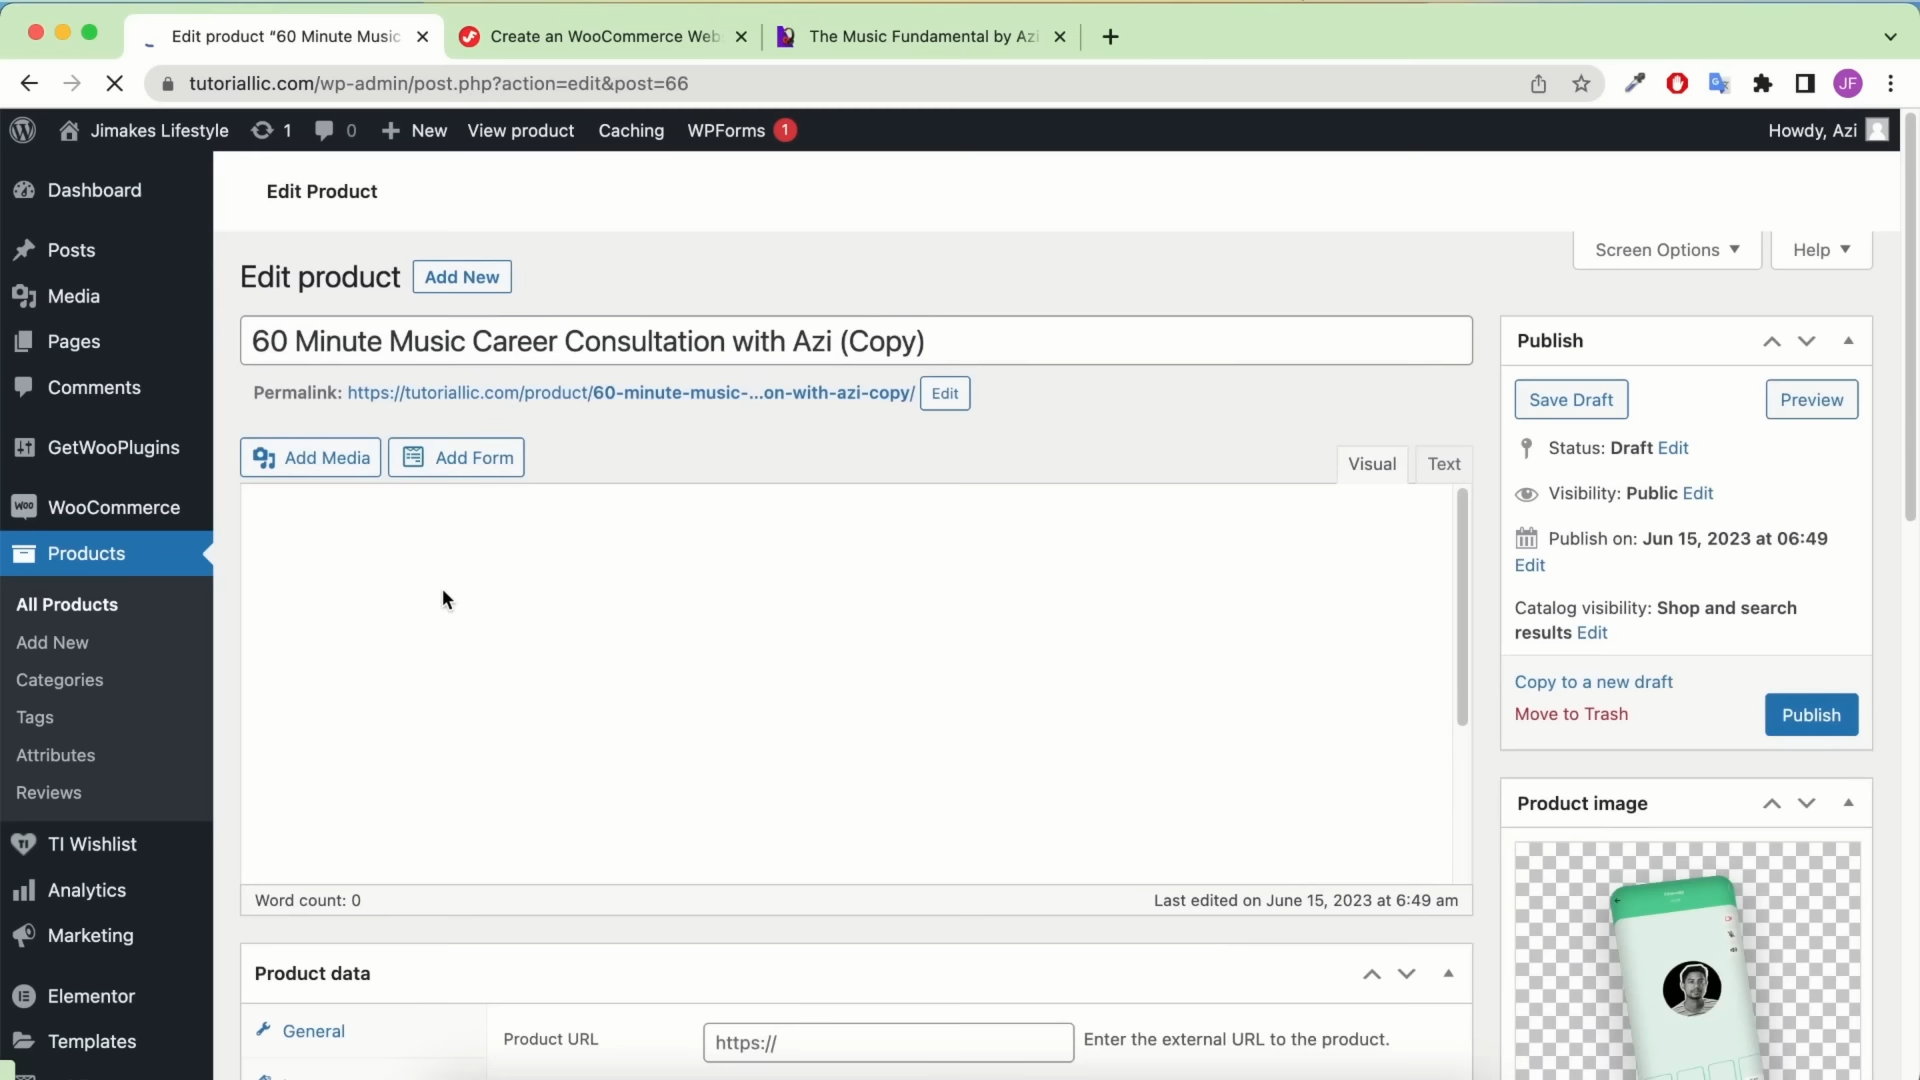 Edit product “60 Minute Music
Create an WooCommerce Web
The Music Fundamental by Azi
tutoriallic.com/wp-admin/post.php?action=edit&post=66
JF
Jimakes Lifestyle
1
0
New
View product
Caching
WPForms
1
Howdy, Azi
Edit Product
Screen Options
Help
Edit product
Add New
60 Minute Music Career Consultation with Azi (Copy)
Permalink: https://tutoriallic.com/product/60-minute-music-...on-with-azi-copy/
Edit
Add Media
Add Form
Visual
Text
Word count: 0
Last edited on June 15, 2023 at 6:49 am
Product data
General
Product URL
https://
Enter the external URL to the product.
Publish
Save Draft
Preview
Status: Draft Edit
Visibility: Public Edit
Publish on: Jun 15, 2023 at 06:49
Edit
Catalog visibility: Shop and search
results Edit
Copy to a new draft
Move to Trash
Publish
Product image
Dashboard
Posts
Media
Pages
Comments
GetWooPlugins
Woo
WooCommerce
Products
All Products
Add New
Categories
Tags
Attributes
Reviews
TI
TI Wishlist
Analytics
Marketing
Elementor
Templates